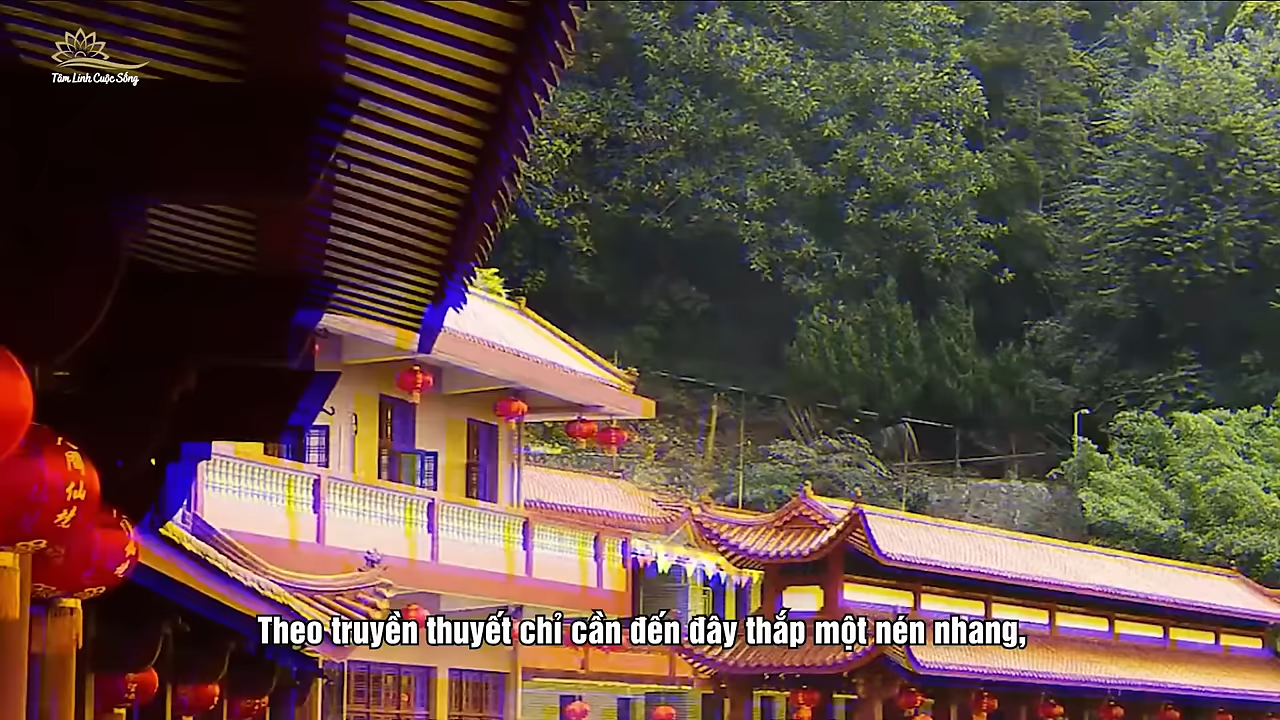 Tâm Linh Cuộc Sống
Theo truyền thuyết chỉ cần đến đây thắp một nén nhang,